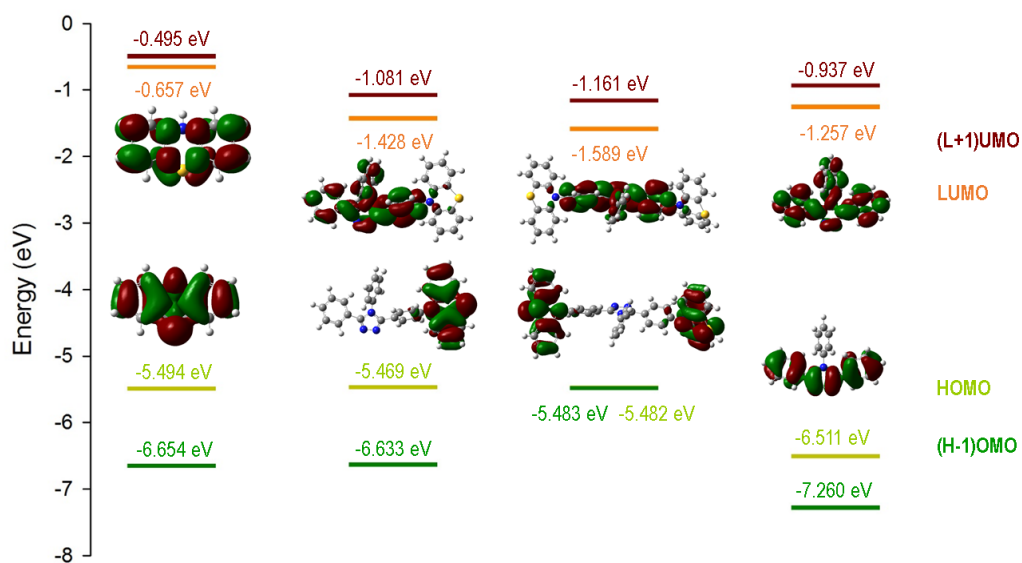 0
-1
-2
-3
-4
-5
-6
-7
-8
Energy (eV)
-0.495 eV
-0.657 eV
-5.494 eV
-6.654 eV
-1.081 eV
-1.428 eV
-5.469 eV
-6.633 eV
-1.161 eV
-1.589 eV
-5.483 eV -5.482 eV
-0.937 eV
-1.257 eV
-6.511 eV
-7.260 eV
(L+1)UMO
LUMO
HOMO
(H-1)OMO